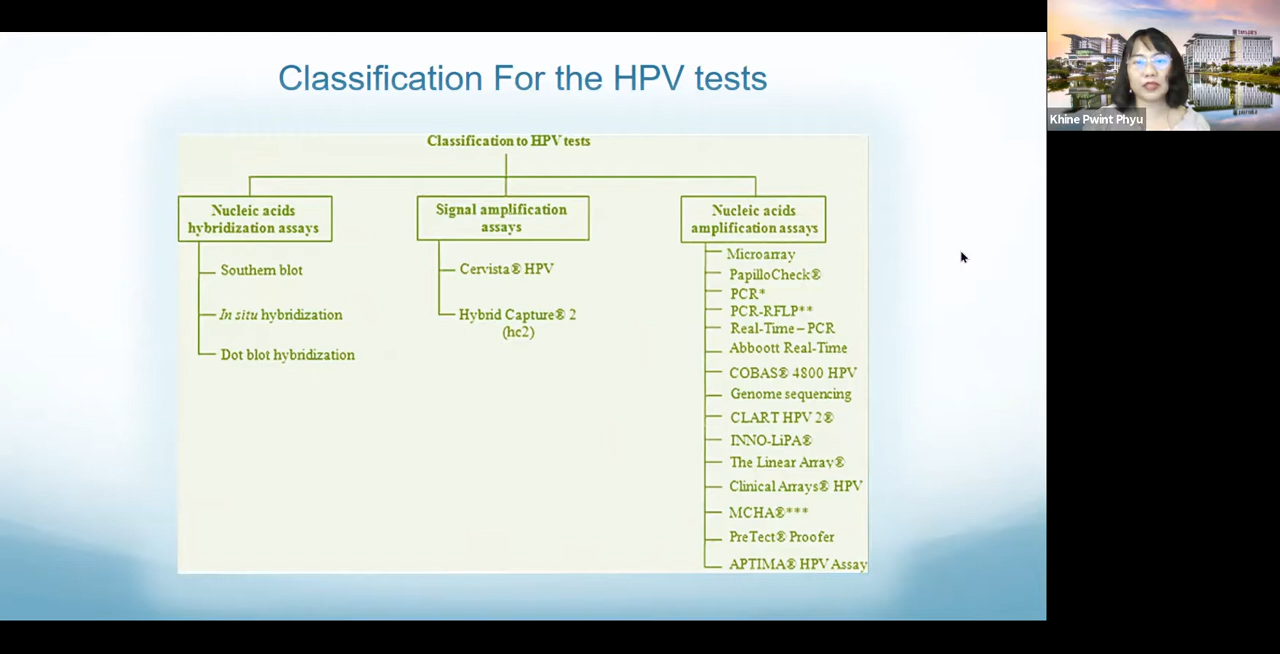 Classification For the HPV tests
Khine Pwint Phyu
Classification to HPV tests
Nucleic acids
hybridization assays
Southern blot
In situ hybridization
Dot blot hybridization
Signal amplification
assays
Cervista® HPV
Hybrid Capture® 2
(hc2)
Nucleic acids
amplification assays
Microarray
PapilloCheck®
PCR*
PCR-RFLP**
Real-Time – PCR
Abboott Real-Time
COBAS® 4800 HPV
Genome sequencing
CLART HPV 2®
INNO-LiPA®
The Linear Array®
Clinical Arrays® HPV
MCHA®***
PreTect® Proofer
APTIMA® HPV Assay